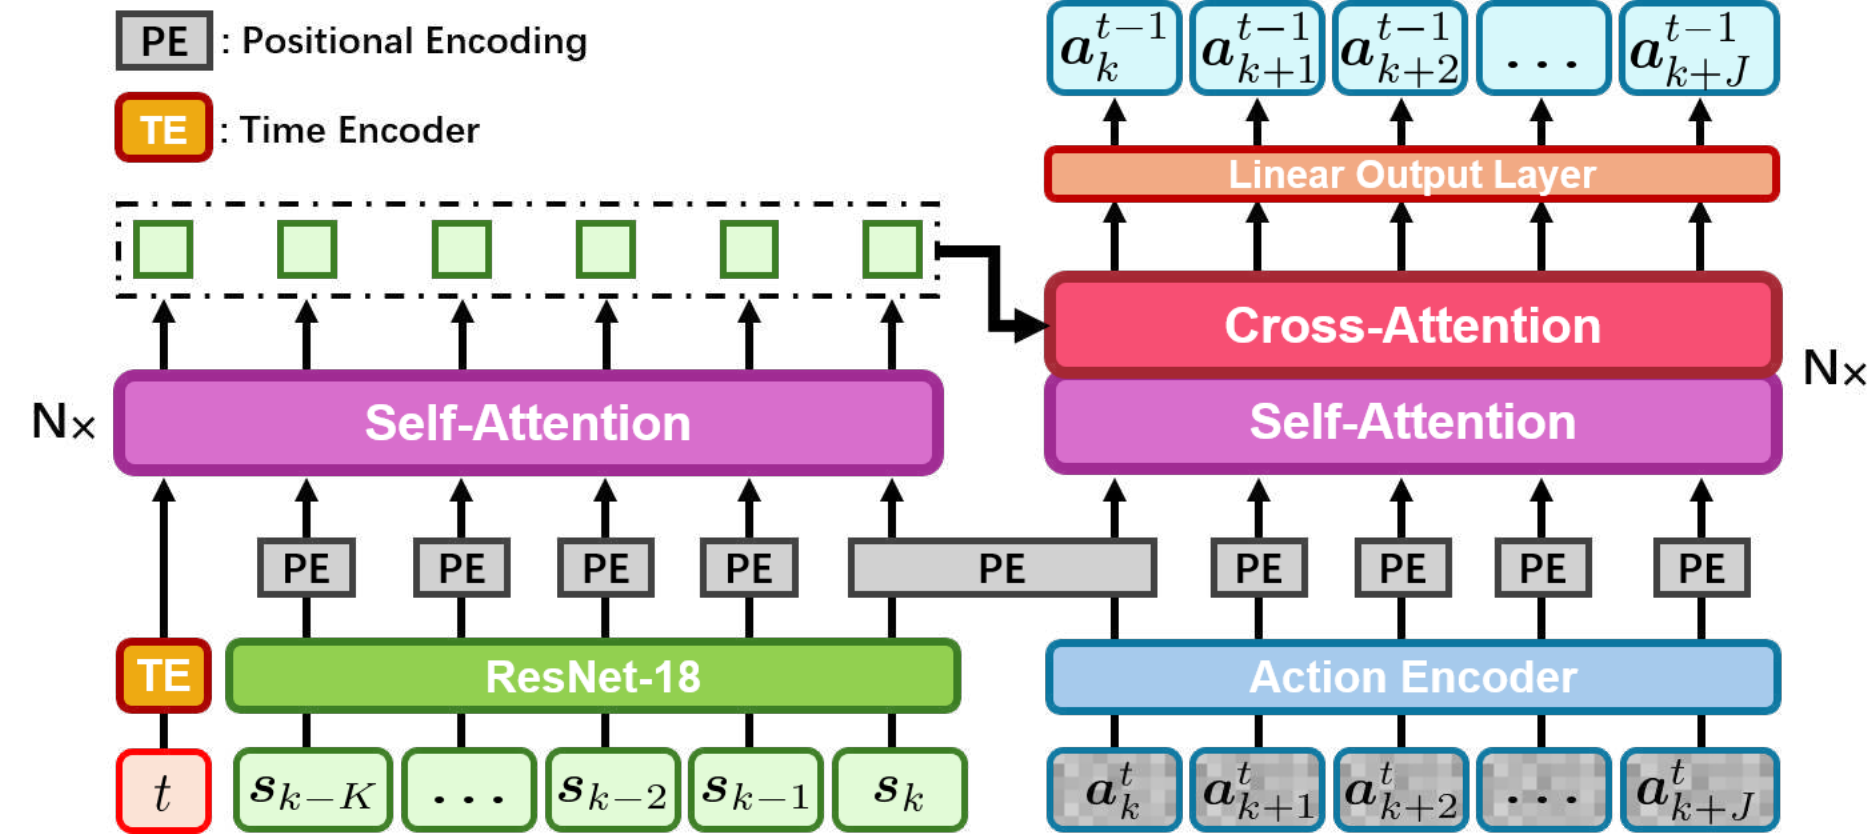 PE : Positional Encoding
TE : Time Encoder
a_k^{t-1} a_{k+1}^{t-1} a_{k+2}^{t-1} ... a_{k+J}^{t-1}
Linear Output Layer
Cross-Attention
N× Self-Attention Self-Attention N×
PE PE PE PE PE PE PE PE PE
TE ResNet-18 Action Encoder
t s_{k-K} ... s_{k-2} s_{k-1} s_k a_k^t a_{k+1}^t a_{k+2}^t ... a_{k+J}^t